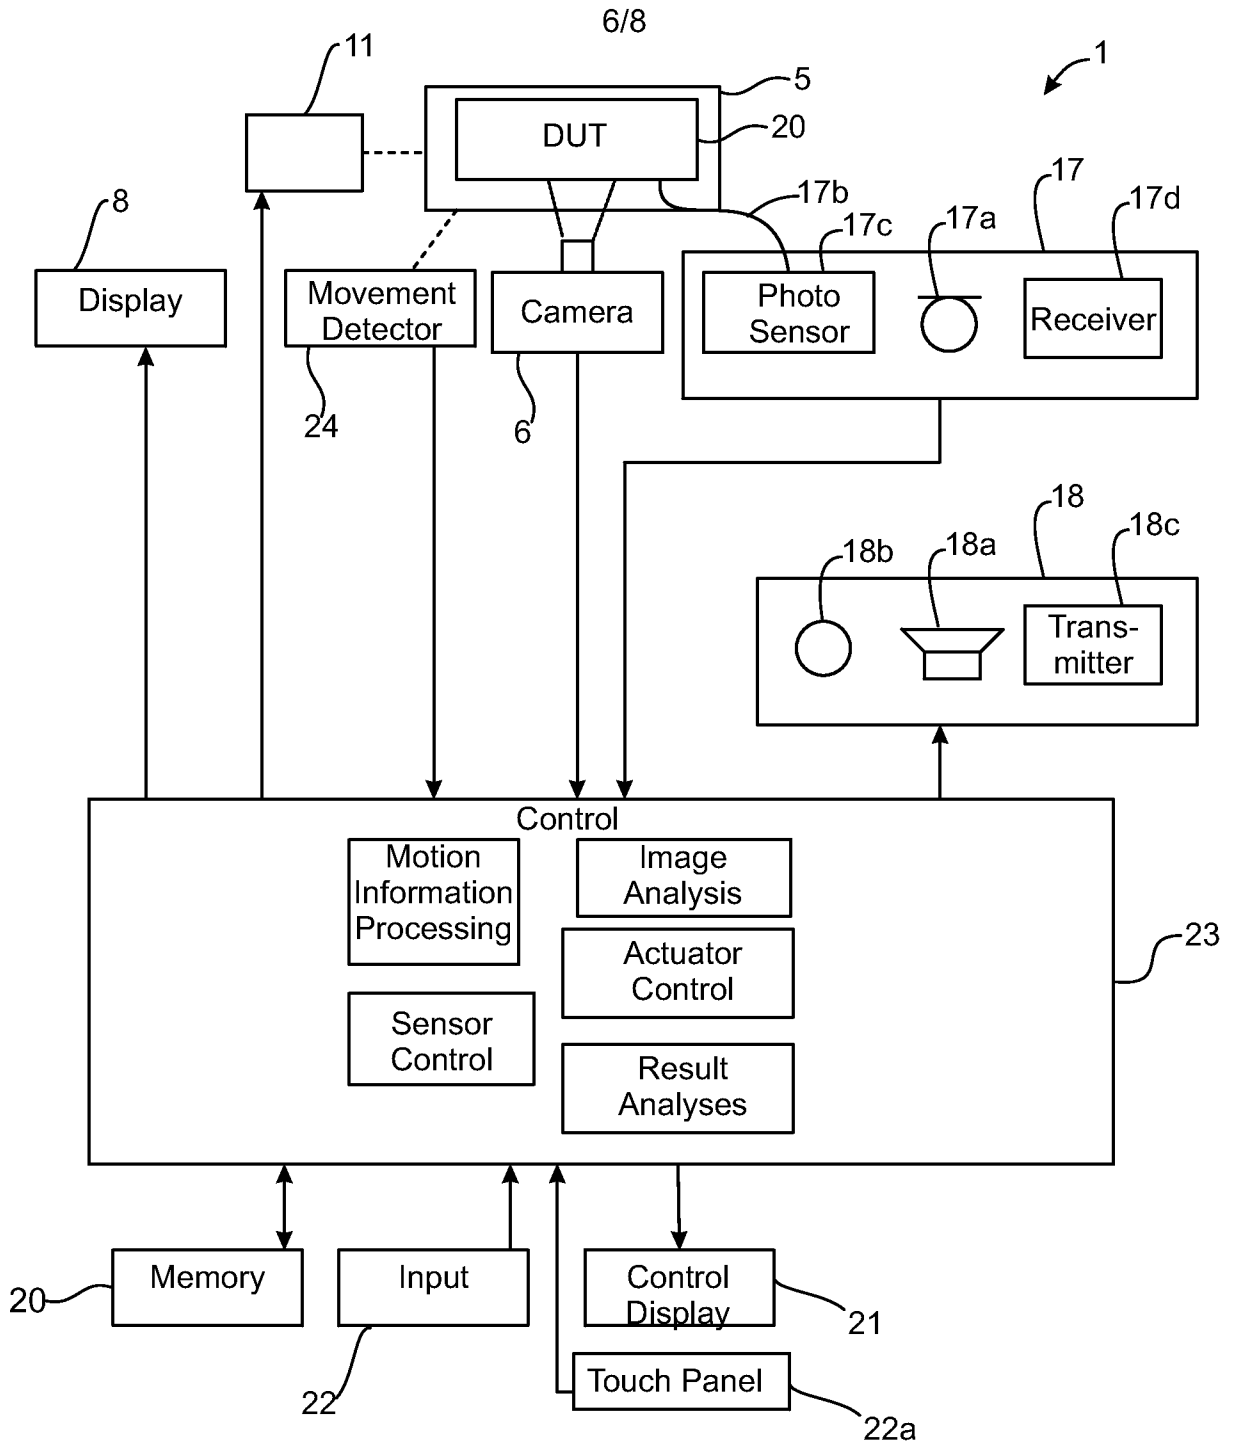 6/8
11
1
5
DUT
20
17b
17
17c
17a
17d
8
Display
Movement
Detector
Camera
Photo
Sensor
Receiver
24
6
18
18b
18a
18c
Trans-
mitter
Control
Motion
Information
Processing
Image
Analysis
Actuator
Control
23
Sensor
Control
Result
Analyses
Memory
20
Input
22
Control
Display
21
Touch Panel
22a